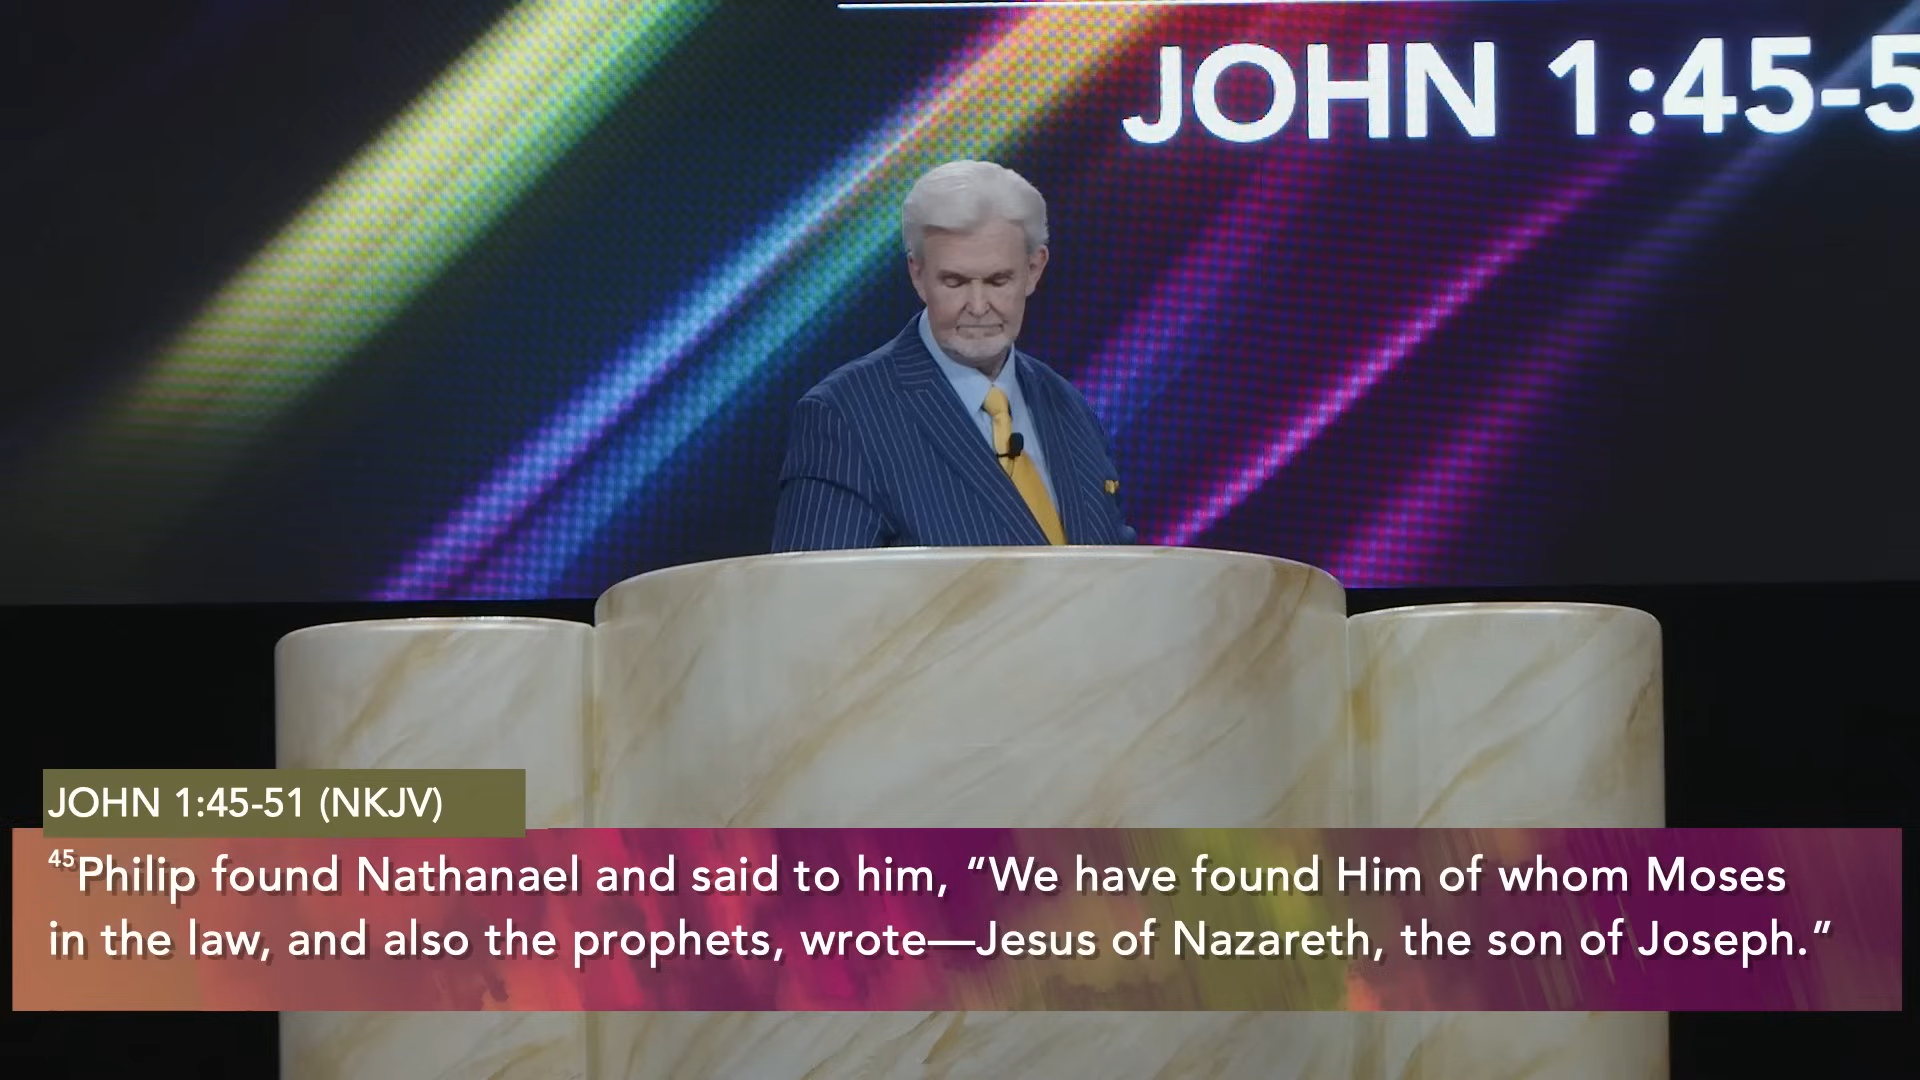 JOHN 1:45-5
JOHN 1:45-51 (NKJV)
45Philip found Nathanael and said to him, “We have found Him of whom Moses
in the law, and also the prophets, wrote—Jesus of Nazareth, the son of Joseph.”